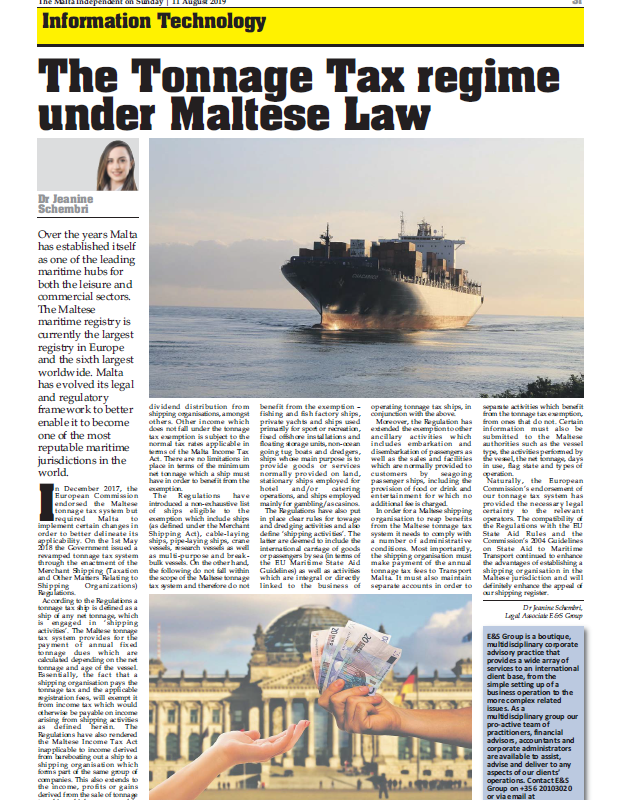 The Malta Independent on Sunday | 11 August 2019
31
Information Technology
The Tonnage Tax regime
under Maltese Law
Dr Jeanine
Schembri
Over the years Malta
has established itself
as one of the leading
maritime hubs for
both the leisure and
commercial sectors.
The Maltese
maritime registry is
currently the largest
registry in Europe
and the sixth largest
worldwide. Malta
has evolved its legal
and regulatory
framework to better
enable it to become
one of the most
reputable maritime
jurisdictions in the
world.
In December 2017, the
European Commission
endorsed the Maltese
tonnage tax system but
required Malta to
implement certain changes in
order to better delineate its
applicability. On the 1st May
2018 the Government issued a
revamped tonnage tax system
through the enactment of the
Merchant Shipping (Taxation
and Other Matters Relating to
Shipping Organizations)
Regulations.
According to the Regulations a
tonnage tax ship is defined as a
ship of any net tonnage, which
is engaged in 'shipping
activities'. The Maltese tonnage
tax system provides for the
payment of annual fixed
tonnage dues which are
calculated depending on the net
tonnage and age of the vessel.
Essentially, the fact that a
shipping organisation pays the
tonnage tax and the applicable
registration fees, will exempt it
from income tax which would
otherwise be payable on income
arising from shipping activities
as defined herein. The
Regulations have also rendered
the Maltese Income Tax Act
inapplicable to income derived
from bareboating out a ship to a
shipping organisation which
forms part of the same group of
companies. This also extends to
the income, profits or gains
derived from the sale of tonnage
dividend distribution from
shipping organisations, amongst
others. Other income which
does not fall under the tonnage
tax exemption is subject to the
normal tax rates applicable in
terms of the Malta Income Tax
Act. There are no limitations in
place in terms of the minimum
net tonnage which a ship must
have in order to benefit from the
exemption.
The Regulations have
introduced a non-exhaustive list
of ships eligible to the
exemption which include ships
(as defined under the Merchant
Shipping Act), cable-laying
ships, pipe-laying ships, crane
vessels, research vessels as well
as multi-purpose and break-
bulk vessels. On the other hand,
the following do not fall within
the scope of the Maltese tonnage
tax system and therefore do not
benefit from the exemption –
fishing and fish factory ships,
private yachts and ships used
primarily for sport or recreation,
fixed offshore installations and
floating storage units, non-ocean
going tug boats and dredgers,
ships whose main purpose is to
provide goods or services
normally provided on land,
stationary ships employed for
hotel and/or catering
operations, and ships employed
mainly for gambling/as casinos.
The Regulations have also put
in place clear rules for towage
and dredging activities and also
define 'shipping activities'. The
latter are deemed to include the
international carriage of goods
or passengers by sea (in terms of
the EU Maritime State Aid
Guidelines) as well as activities
which are integral or directly
linked to the business of
operating tonnage tax ships, in
conjunction with the above.
Moreover, the Regulation has
extended the exemption to other
ancillary activities which
includes embarkation and
disembarkation of passengers as
well as the sales and facilities
which are normally provided to
customers by seagoing
passenger ships, including the
provision of food or drink and
entertainment for which no
additional fee is charged.
In order for a Maltese shipping
organisation to reap benefits
from the Maltese tonnage tax
system it needs to comply with
a number of administrative
conditions. Most importantly,
the shipping organisation must
make payment of the annual
tonnage tax fees to Transport
Malta. It must also maintain
separate accounts in order to
separate activities which benefit
from the tonnage tax exemption,
from ones that do not. Certain
information must also be
submitted to the Maltese
authorities such as the vessel
type, the activities performed by
the vessel, the net tonnage, days
in use, flag state and types of
operation.
Naturally, the European
Commission's endorsement of
our tonnage tax system has
provided the necessary legal
certainty to the relevant
operators. The compatibility of
the Regulations with the EU
State Aid Rules and the
Commission's 2004 Guidelines
on State Aid to Maritime
Transport continued to enhance
the advantages of establishing a
shipping organisation in the
Maltese jurisdiction and will
definitely enhance the appeal of
our shipping register.
Dr Jeanine Schembri,
Legal Associate E&S Group
E&S Group is a boutique,
multidisciplinary corporate
advisory practice that
provides a wide array of
services to an international
client base, from the
simple setting up of a
business operation to the
more complex related
issues. As a
multidisciplinary group our
pro-active team of
practitioners, financial
advisors, accountants and
corporate administrators
are available to assist,
advise and deliver to any
aspects of our clients'
operations. Contact E&S
Group on +356 20103020
or via email at